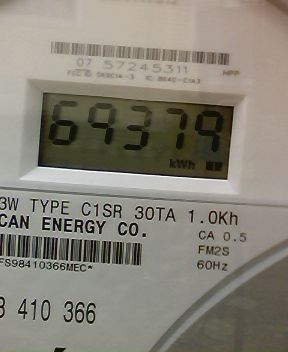 07 57245311 MPP
69379
kWh
3W TYPE C1SR 30TA 1.0Kh
CAN ENERGY CO.
CA 0.5
FM2S
FS98410366MEC*
60Hz
410 366